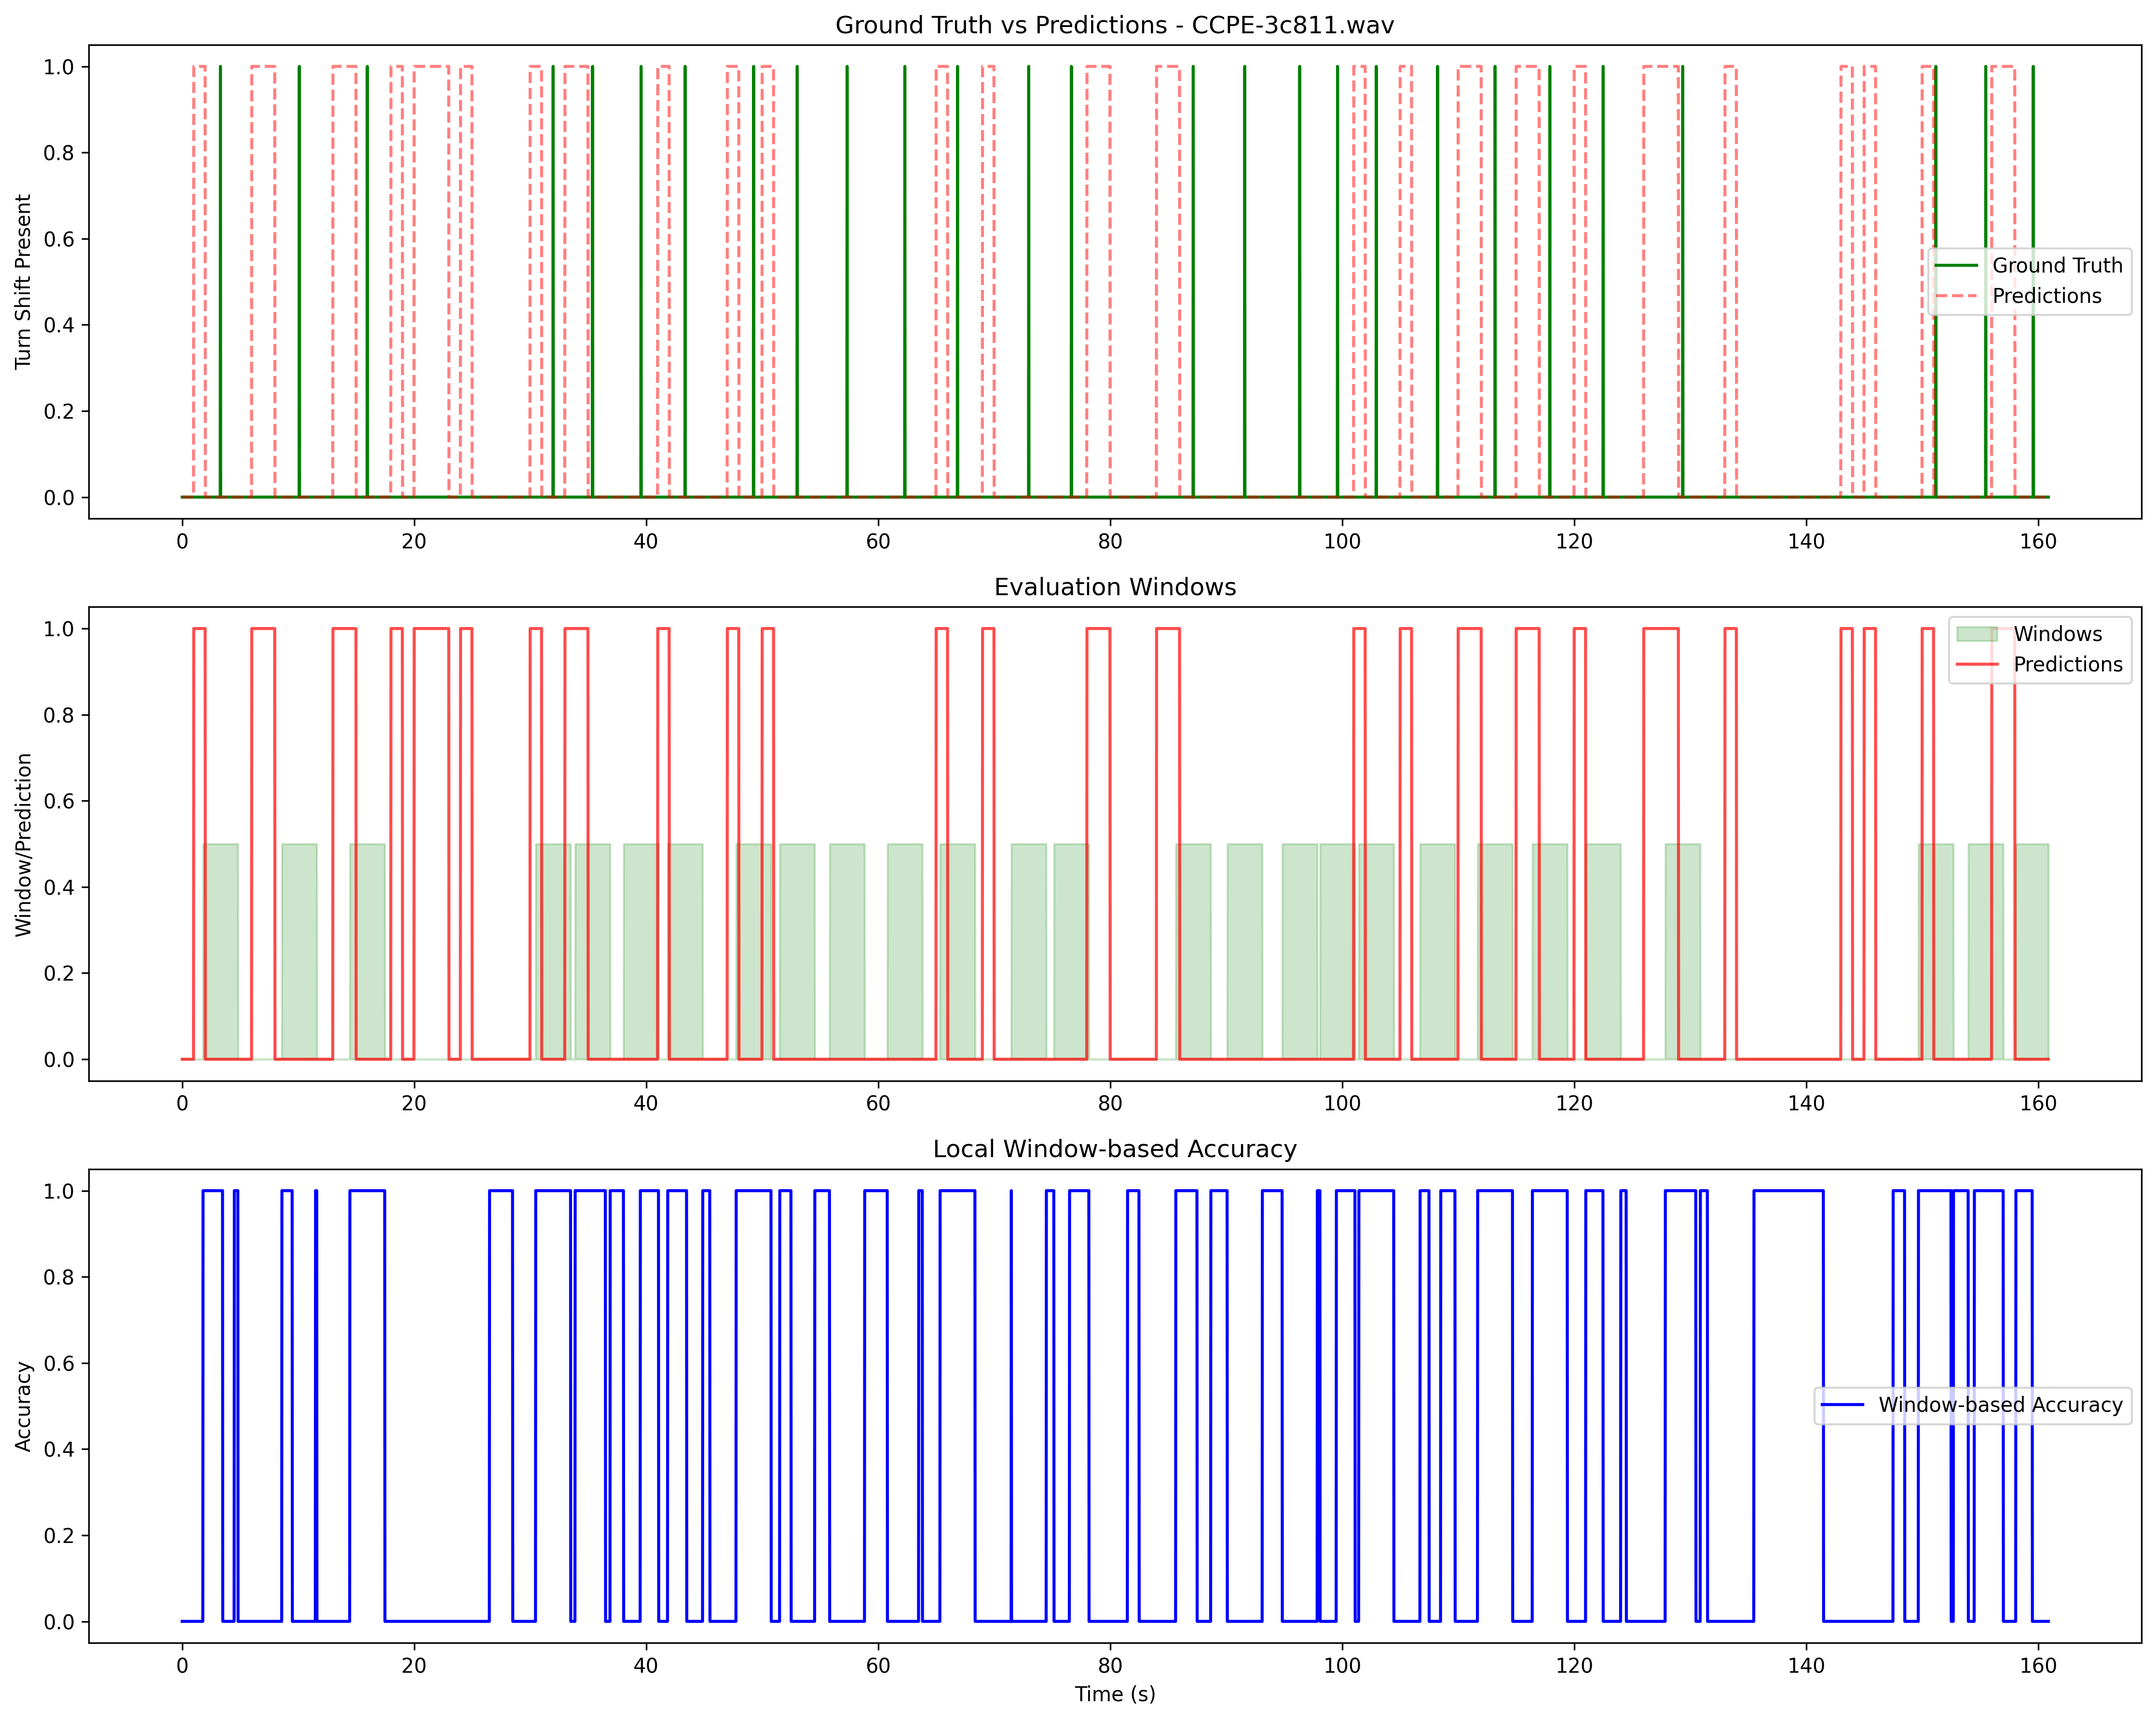 Ground Truth vs Predictions - CCPE-3c811.wav
Turn Shift Present
1.0
0.8
0.6
0.4
0.2
0.0
Ground Truth
Predictions
0 20 40 60 80 100 120 140 160
Evaluation Windows
Window/Prediction
1.0
0.8
0.6
0.4
0.2
0.0
Windows
Predictions
0 20 40 60 80 100 120 140 160
Local Window-based Accuracy
Accuracy
1.0
0.8
0.6
0.4
0.2
0.0
Window-based Accuracy
0 20 40 60 80 100 120 140 160
Time (s)